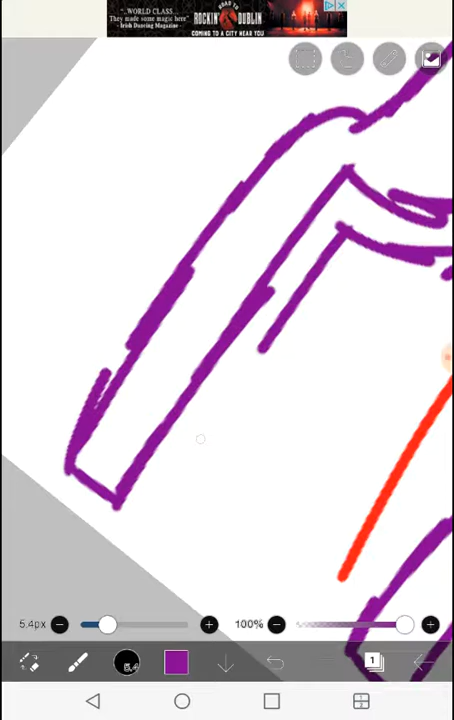 "..WORLD CLASS..
They made some magic here"
- Irish Dancing Magazine
ROAD TO
ROCKIN' DUBLIN
COMING TO A CITY NEAR YOU
5.4px
100%
1